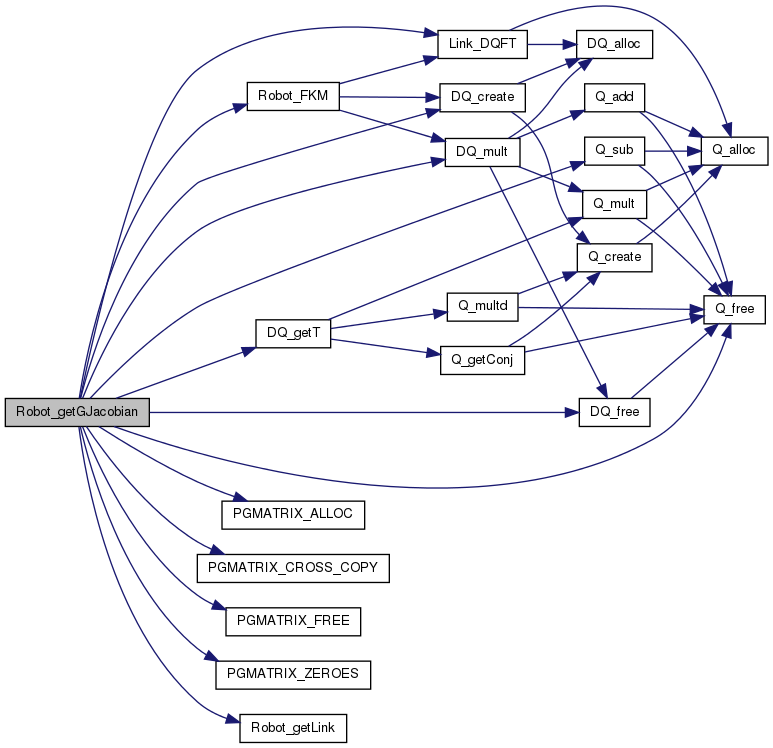 Link_DQFT
DQ_alloc
Robot_FKM
DQ_create
Q_add
DQ_mult
Q_sub
Q_alloc
Q_mult
Q_create
Q_multd
Q_free
DQ_getT
Q_getConj
Robot_getGJacobian
DQ_free
PGMATRIX_ALLOC
PGMATRIX_CROSS_COPY
PGMATRIX_FREE
PGMATRIX_ZEROES
Robot_getLink